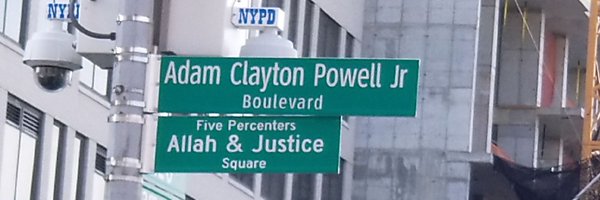 NYPD
NYPD
Adam Clayton Powell Jr
Boulevard
Five Percenters
Allah & Justice
Square